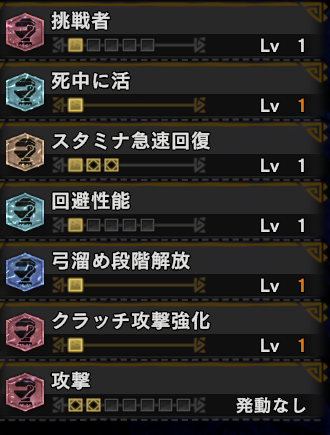 挑戦者
Lv 1
死中に活
Lv 1
スタミナ急速回復
Lv 1
回避性能
Lv 1
弓溜め段階解放
Lv 1
クラッチ攻撃強化
Lv 1
攻撃
発動なし